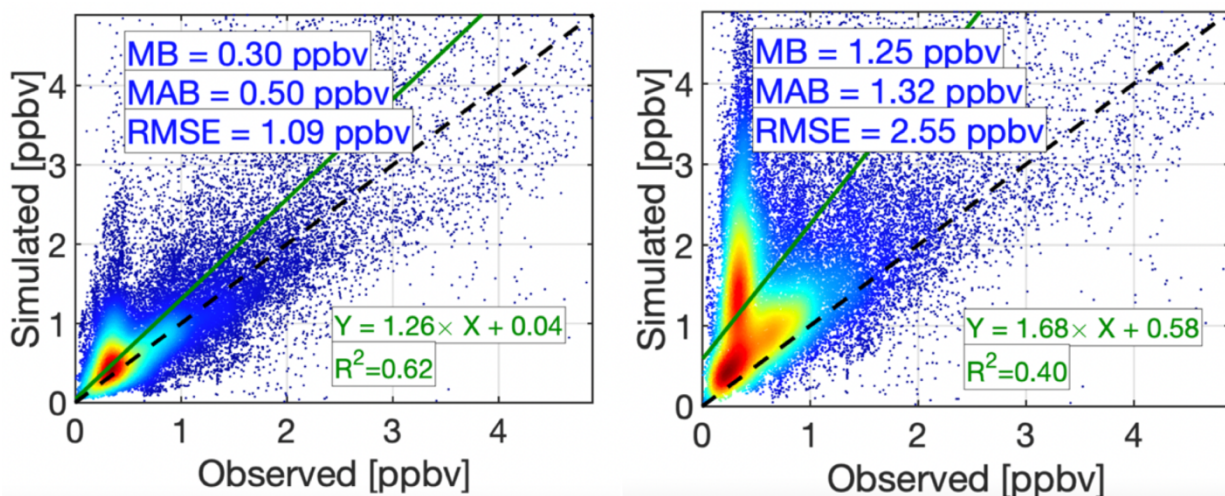 MB = 0.30 ppbv
MAB = 0.50 ppbv
RMSE = 1.09 ppbv
Y = 1.26× X + 0.04
R²=0.62
Simulated [ppbv]
4
3
2
1
0
0 1 2 3 4
Observed [ppbv]
MB = 1.25 ppbv
MAB = 1.32 ppbv
RMSE = 2.55 ppbv
Y = 1.68× X + 0.58
R²=0.40
Simulated [ppbv]
4
3
2
1
0
0 1 2 3 4
Observed [ppbv]